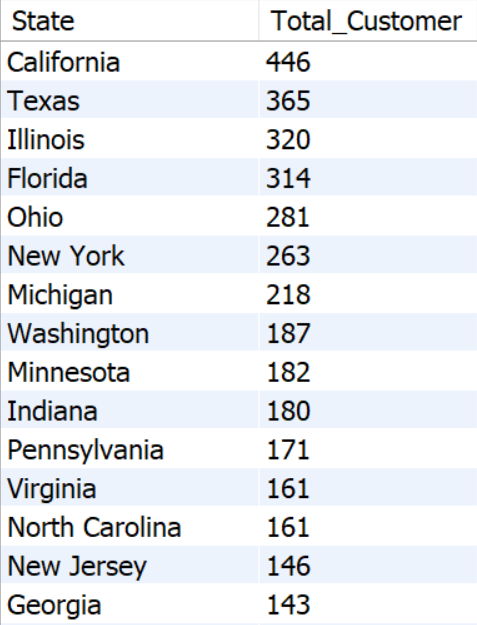 State Total_Customer
California 446
Texas 365
Illinois 320
Florida 314
Ohio 281
New York 263
Michigan 218
Washington 187
Minnesota 182
Indiana 180
Pennsylvania 171
Virginia 161
North Carolina 161
New Jersey 146
Georgia 143